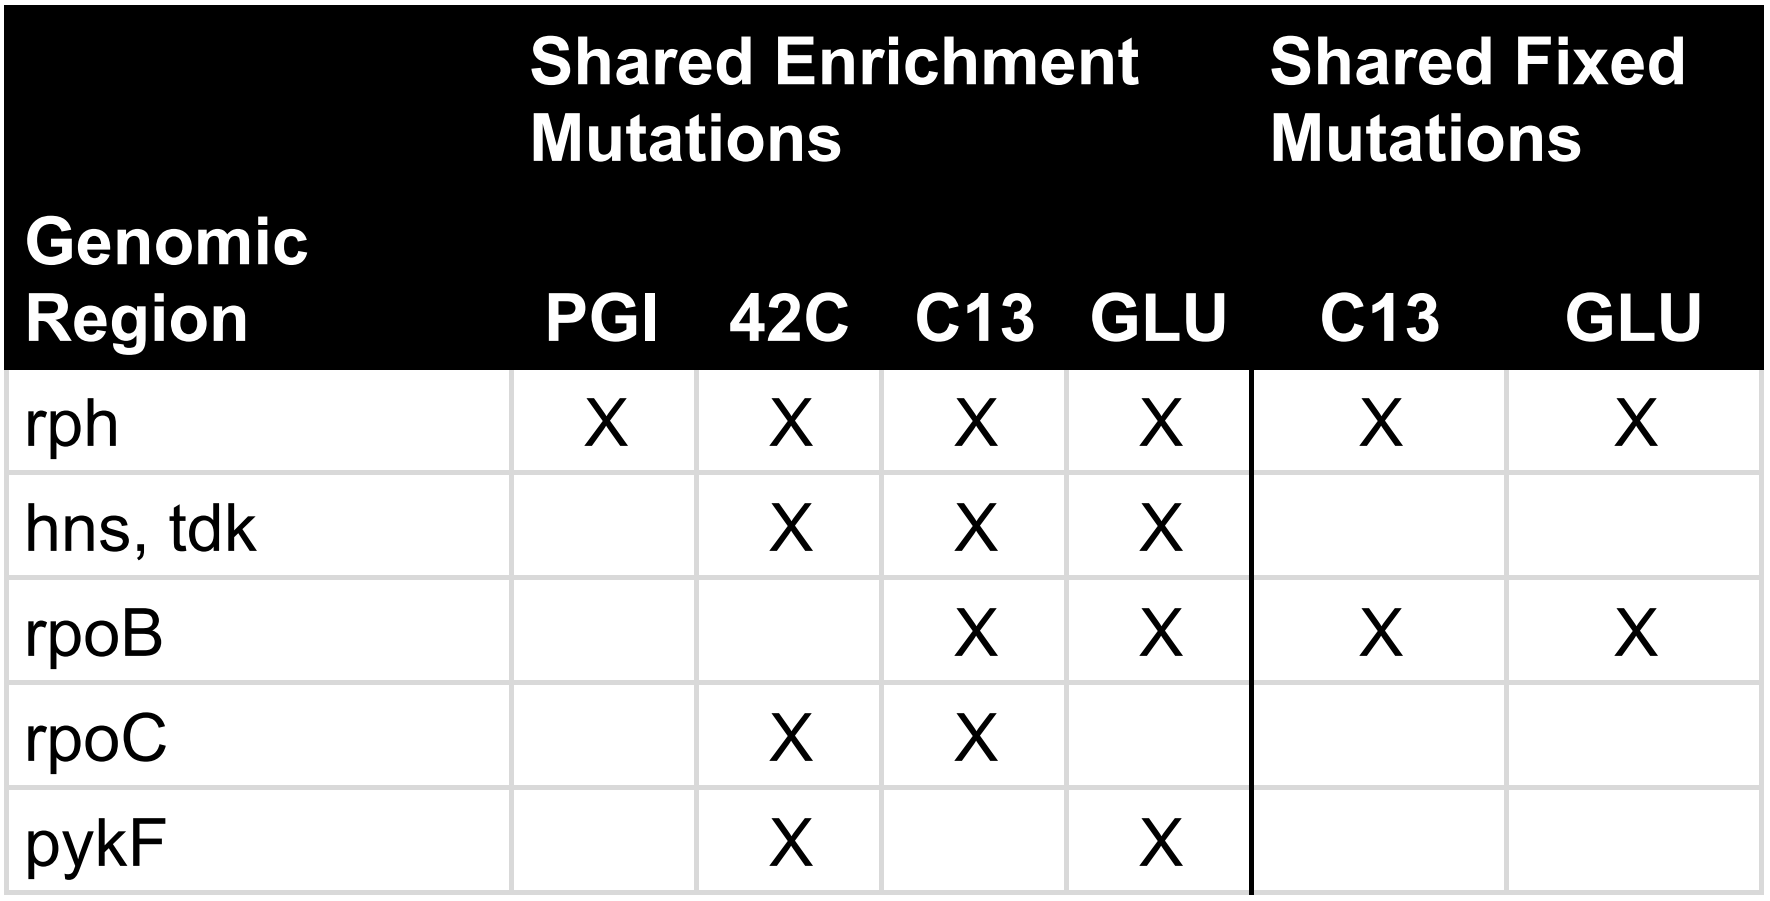 Shared Enrichment Shared Fixed
Mutations Mutations
Genomic
Region PGI 42C C13 GLU C13 GLU
rph X X X X X X
hns, tdk X X X
rpoB X X X X
rpoC X X
pykF X X